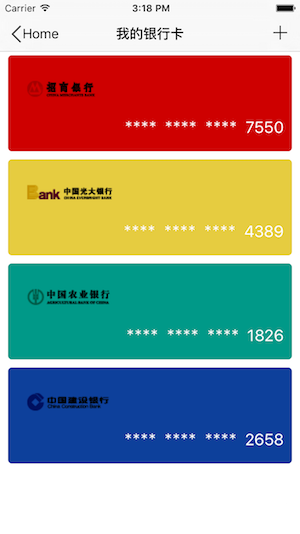 Carrier 3:18 PM
Home 我的银行卡 +
招商银行
CHINA MERCHANTS BANK
**** **** **** 7550
Bank 中国光大银行
CHINA EVERBRIGHT BANK
**** **** **** 4389
中国农业银行
AGRICULTURAL BANK OF CHINA
**** **** **** 1826
中国建设银行
China Construction Bank
**** **** **** 2658